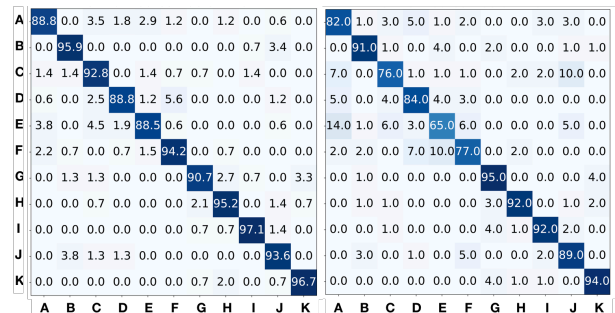 A 88.8 0.0 3.5 1.8 2.9 1.2 0.0 1.2 0.0 0.6 0.0 82.0 1.0 3.0 5.0 1.0 2.0 0.0 0.0 3.0 3.0 0.0
B 0.0 95.9 0.0 0.0 0.0 0.0 0.0 0.0 0.7 3.4 0.0 0.0 91.0 1.0 0.0 4.0 0.0 2.0 0.0 0.0 1.0 1.0
C 1.4 1.4 92.8 0.0 1.4 0.7 0.7 0.0 1.4 0.0 0.0 7.0 0.0 76.0 1.0 1.0 1.0 0.0 2.0 2.0 10.0 0.0
D 0.6 0.0 2.5 88.8 1.2 5.6 0.0 0.0 0.0 1.2 0.0 5.0 0.0 4.0 84.0 4.0 3.0 0.0 0.0 0.0 0.0 0.0
E 3.8 0.0 4.5 1.9 88.5 0.6 0.0 0.0 0.0 0.6 0.0 14.0 1.0 6.0 3.0 65.0 6.0 0.0 0.0 0.0 5.0 0.0
F 2.2 0.7 0.0 0.7 1.5 94.2 0.0 0.0 0.7 0.0 0.0 2.0 2.0 0.0 7.0 10.0 77.0 0.0 2.0 0.0 0.0 0.0
G 0.0 1.3 1.3 0.0 0.0 0.0 90.7 2.7 0.7 0.0 3.3 0.0 1.0 0.0 0.0 0.0 0.0 95.0 0.0 0.0 0.0 4.0
H 0.0 0.0 0.7 0.0 0.0 0.0 2.1 95.2 0.0 1.4 0.7 0.0 1.0 1.0 0.0 0.0 0.0 3.0 92.0 0.0 1.0 2.0
I 0.0 0.0 0.0 0.0 0.0 0.0 0.7 0.7 97.1 1.4 0.0 0.0 0.0 1.0 0.0 0.0 0.0 4.0 1.0 92.0 2.0 0.0
J 0.0 3.8 1.3 1.3 0.0 0.0 0.0 0.0 0.0 93.6 0.0 0.0 3.0 0.0 1.0 0.0 5.0 0.0 0.0 2.0 89.0 0.0
K 0.0 0.0 0.0 0.0 0.0 0.0 0.7 2.0 0.0 0.7 96.7 0.0 0.0 0.0 0.0 0.0 0.0 4.0 1.0 1.0 0.0 94.0
A B C D E F G H I J K A B C D E F G H I J K